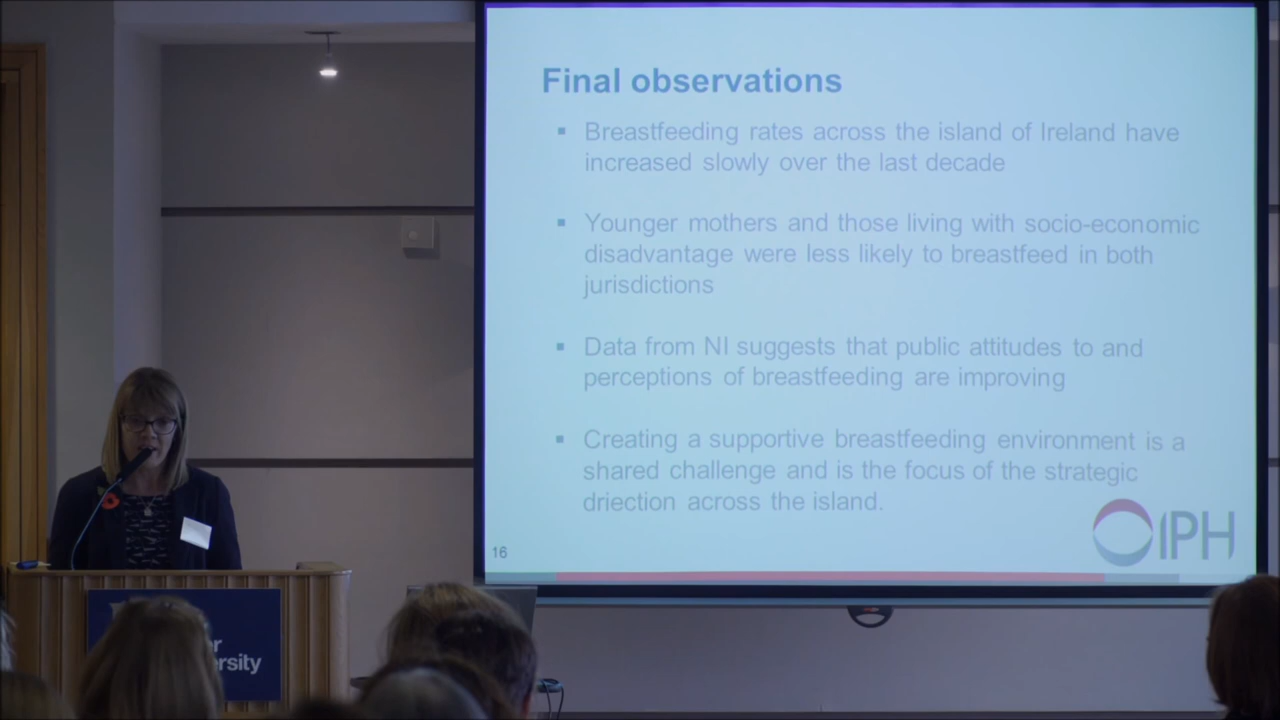 Final observations
▪ Breastfeeding rates across the island of Ireland have
increased slowly over the last decade
▪ Younger mothers and those living with socio-economic
disadvantage were less likely to breastfeed in both
jurisdictions
▪ Data from NI suggests that public attitudes to and
perceptions of breastfeeding are improving
▪ Creating a supportive breastfeeding environment is a
shared challenge and is the focus of the strategic
driection across the island.
IPH
16